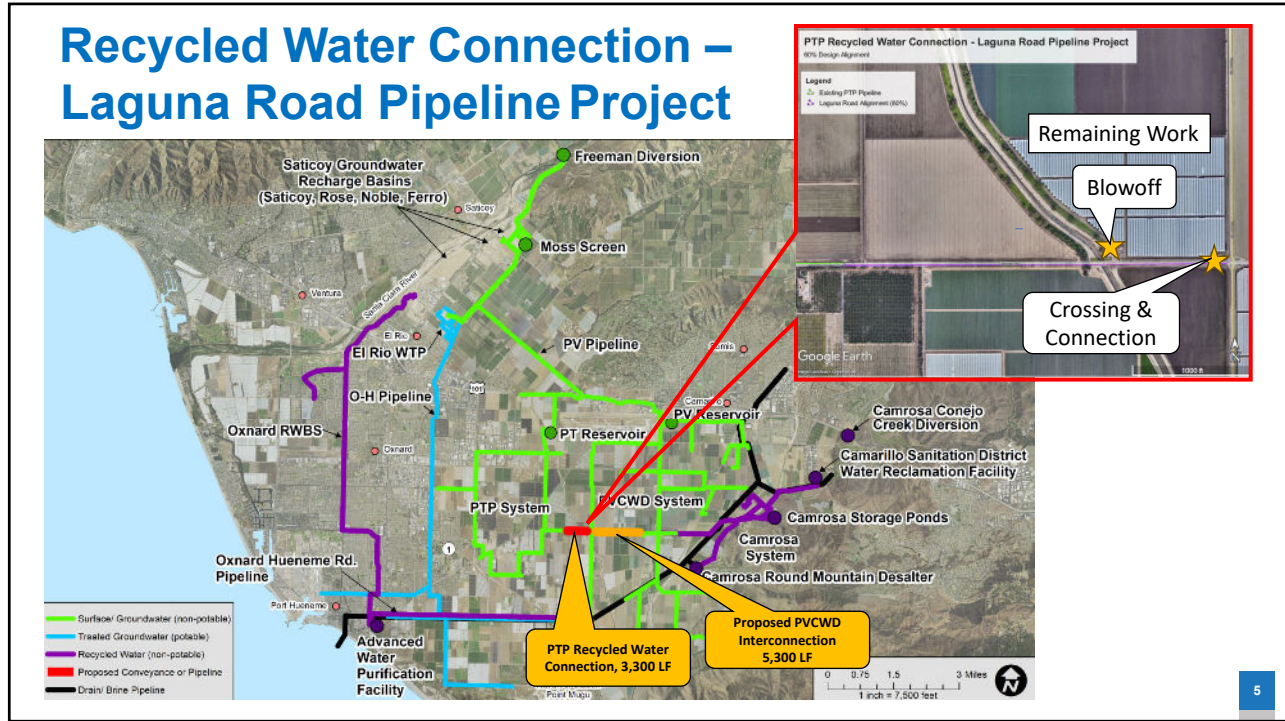 Recycled Water Connection –
Laguna Road Pipeline Project
PTP Recycled Water Connection - Laguna Road Pipeline Project
60% Design Alignment
Legend
Existing PTP Pipeline
Laguna Road Alignment (60%)
Remaining Work
Blowoff
Crossing &
Connection
Google Earth
1000 ft
N
Saticoy Groundwater
Recharge Basins
(Saticoy, Rose, Noble, Ferro)
Freeman Diversion
Saticoy
Moss Screen
Ventura
Santa Clara River
El Rio
El Rio WTP
PV Pipeline
Somis
101
O-H Pipeline
Camarillo
PV Reservoir
PT Reservoir
Oxnard RWBS
Oxnard
Camrosa Conejo
Creek Diversion
Camarillo Sanitation District
Water Reclamation Facility
PTP System
PVCWD System
Camrosa Storage Ponds
Camrosa
System
Camrosa Round Mountain Desalter
1
Oxnard Hueneme Rd.
Pipeline
Port Hueneme
Surface/ Groundwater (non-potable)
Treated Groundwater (potable)
Recycled Water (non-potable)
Proposed Conveyance or Pipeline
Drain/ Brine Pipeline
Advanced
Water
Purification
Facility
PTP Recycled Water
Connection, 3,300 LF
Proposed PVCWD
Interconnection
5,300 LF
Point Mugu
0 0.75 1.5 3 Miles
1 inch = 7,500 feet
N
5